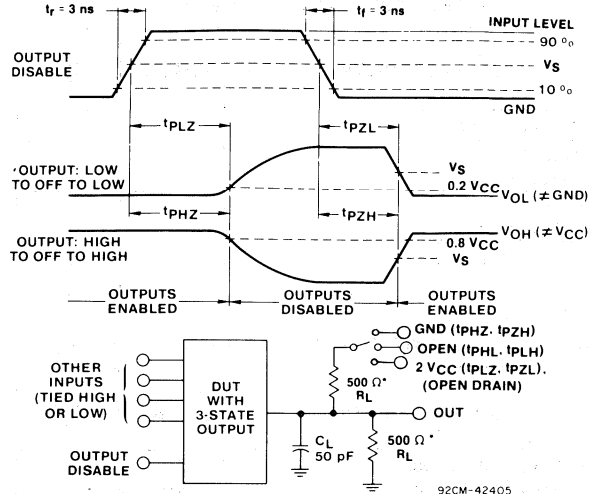 tr = 3 ns
tf = 3 ns
INPUT LEVEL
90 %
VS
10 %
GND
OUTPUT
DISABLE
tPLZ
tPZL
OUTPUT: LOW
TO OFF TO LOW
VS
0.2 VCC
VOL (≠GND)
tPHZ
tPZH
OUTPUT: HIGH
TO OFF TO HIGH
VOH (≠VCC)
0.8 VCC
VS
OUTPUTS
ENABLED
OUTPUTS
DISABLED
OUTPUTS
ENABLED
GND (tPHZ, tPZH)
OPEN (tPHL, tPLH)
2 VCC (tPLZ, tPZL),
(OPEN DRAIN)
OTHER
INPUTS
(TIED HIGH
OR LOW)
OUTPUT
DISABLE
DUT
WITH
3-STATE
OUTPUT
500 Ω*
RL
OUT
CL
50 pF
500 Ω*
RL
92CM-42405